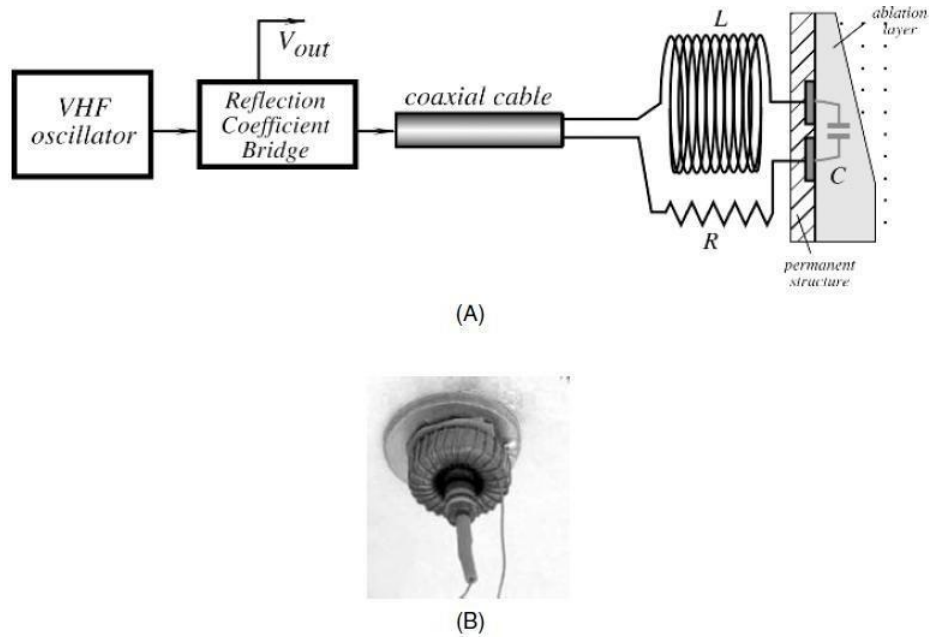 VHF
oscillator
V_out
Reflection
Coefficient
Bridge
coaxial cable
L
R
ablation
layer
C
permanent
structure
(A)
(B)